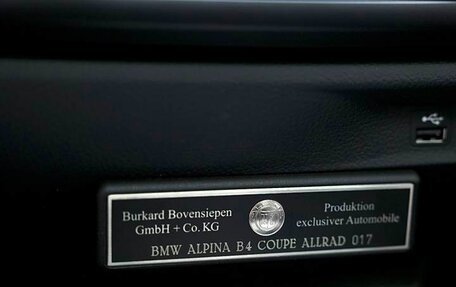 Burkard Bovensiepen
GmbH + Co. KG
Produktion
exclusiver Automobile
BMW ALPINA B4 COUPE ALLRAD 017